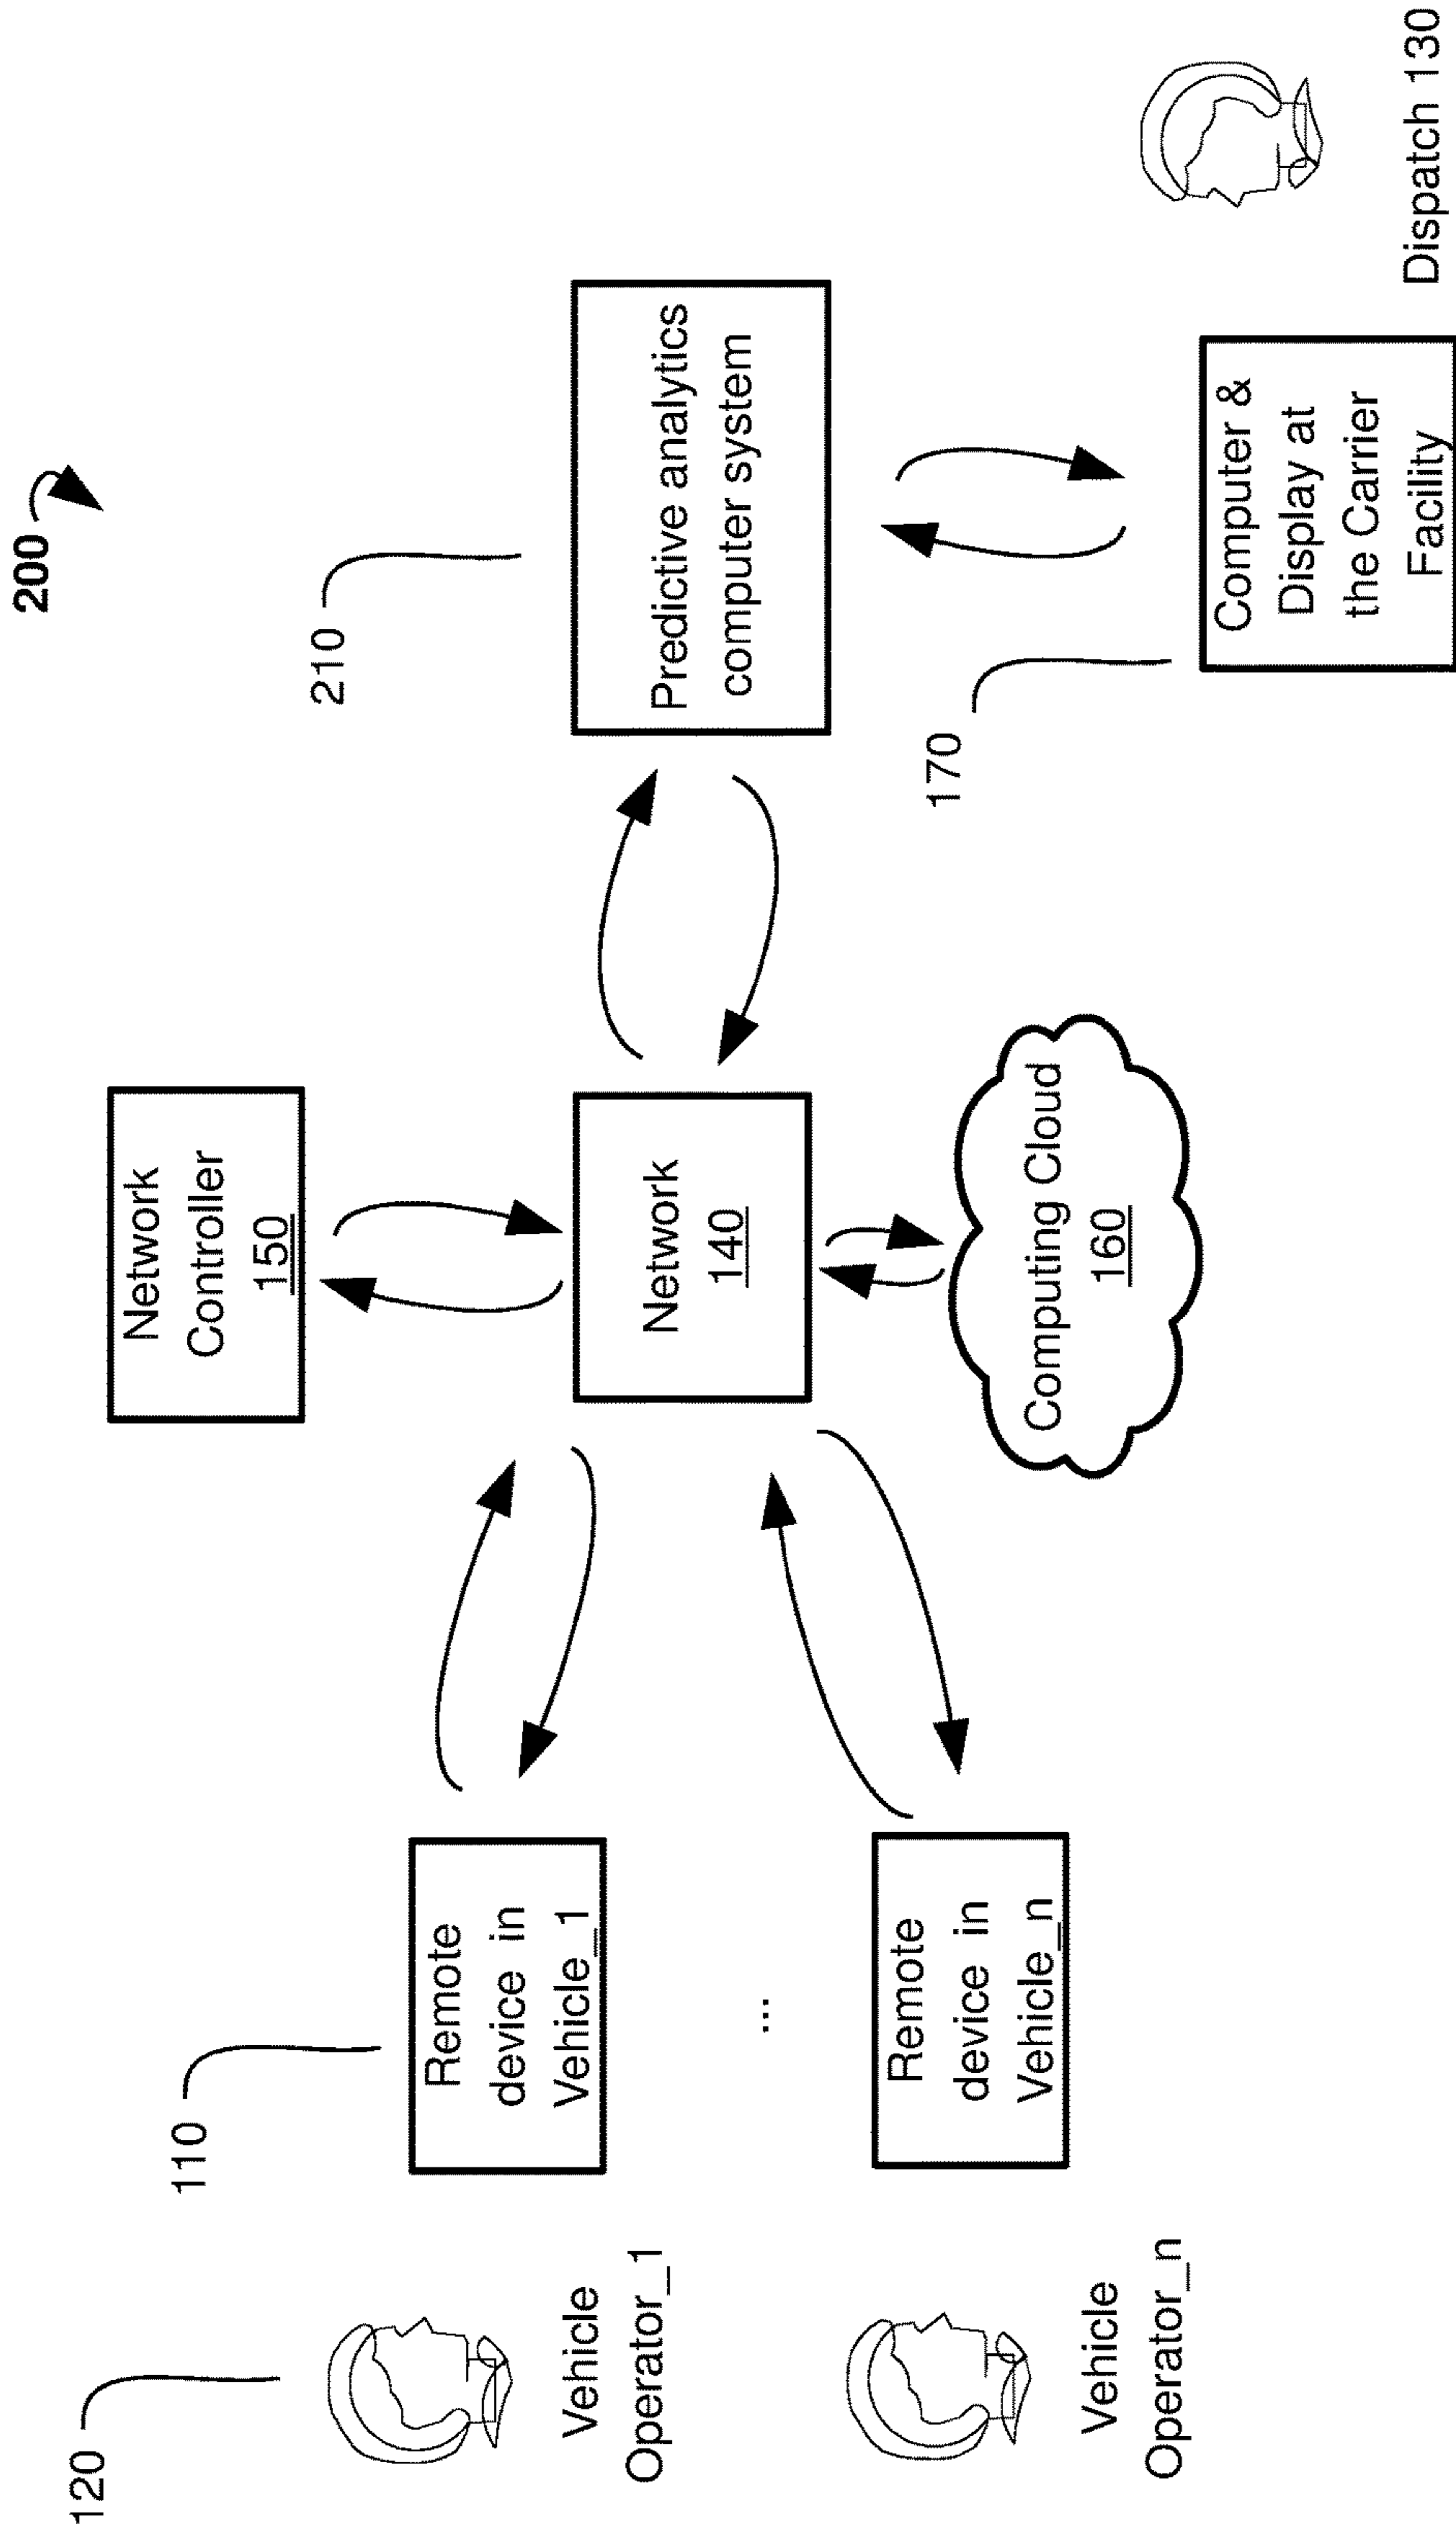 200
120
110
210
Network
Controller
150
Vehicle
Operator_1
Remote
device in
Vehicle_1
Network
140
Predictive analytics
computer system
...
170
Vehicle
Operator_n
Remote
device in
Vehicle_n
Computing Cloud
160
Computer &
Display at
the Carrier
Facility
Dispatch 130